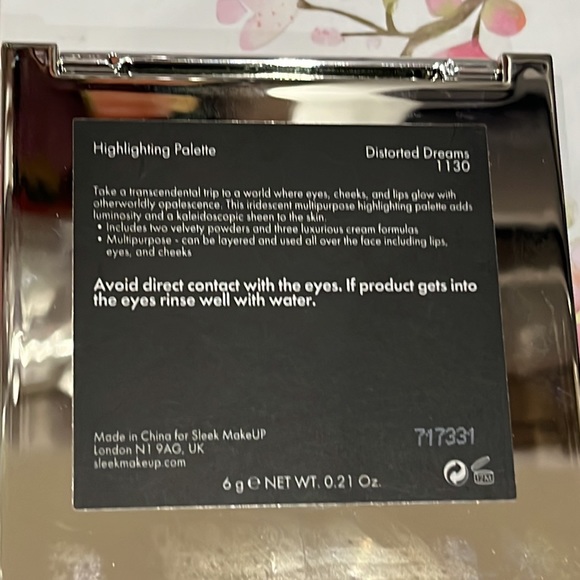 Highlighting Palette
Distorted Dreams
1130
Take a transcendental trip to a world where eyes, cheeks, and lips glow with
otherworldly opalescence. This iridescent multipurpose highlighting palette adds
luminosity and a kaleidoscopic sheen to the skin.
• Includes two velvety powders and three luxurious cream formulas
• Multipurpose - can be layered and used all over the face including lips,
eyes, and cheeks
Avoid direct contact with the eyes. If product gets into
the eyes rinse well with water.
Made in China for Sleek MakeUP
London N1 9AG, UK
sleekmakeup.com
717331
6 g ℮ NET WT. 0.21 Oz.
12M